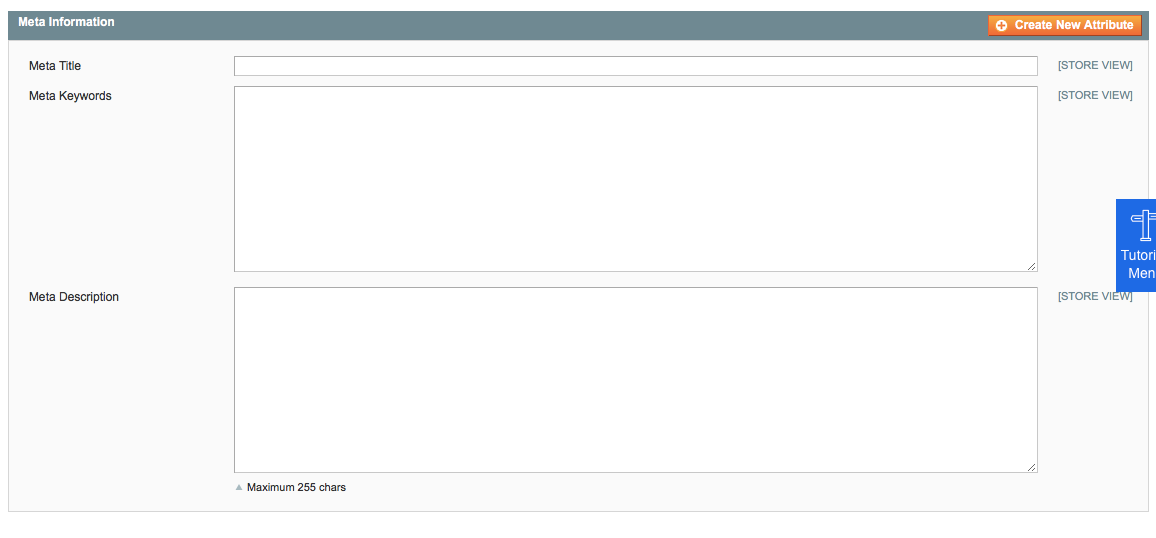 Meta Information
Create New Attribute
Meta Title
[STORE VIEW]
Meta Keywords
[STORE VIEW]
Tutori
Men
Meta Description
[STORE VIEW]
Maximum 255 chars